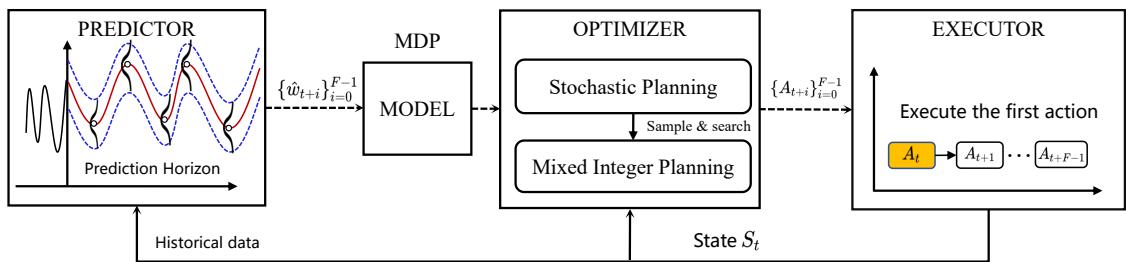 PREDICTOR
Prediction Horizon
$\{\hat{w}_{t+i}\}_{i=0}^{F-1}$
MDP
MODEL
OPTIMIZER
Stochastic Planning
Sample & search
Mixed Integer Planning
$\{A_{t+i}\}_{i=0}^{F-1}$
EXECUTOR
Execute the first action
$A_t$ $A_{t+1}$ ··· $A_{t+F-1}$
Historical data
State $S_t$